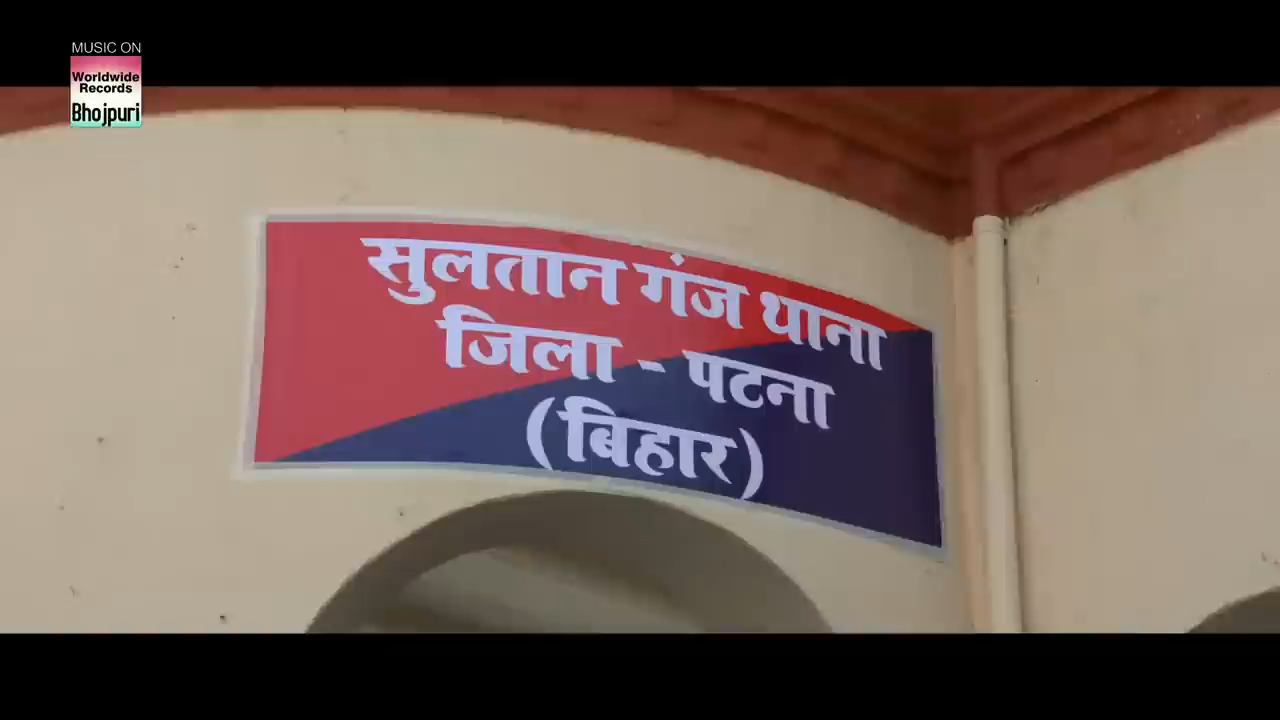 MUSIC ON
Worldwide
Records
Bhojpuri
सुलतान गंज थाना
जिला - पटना
(बिहार)